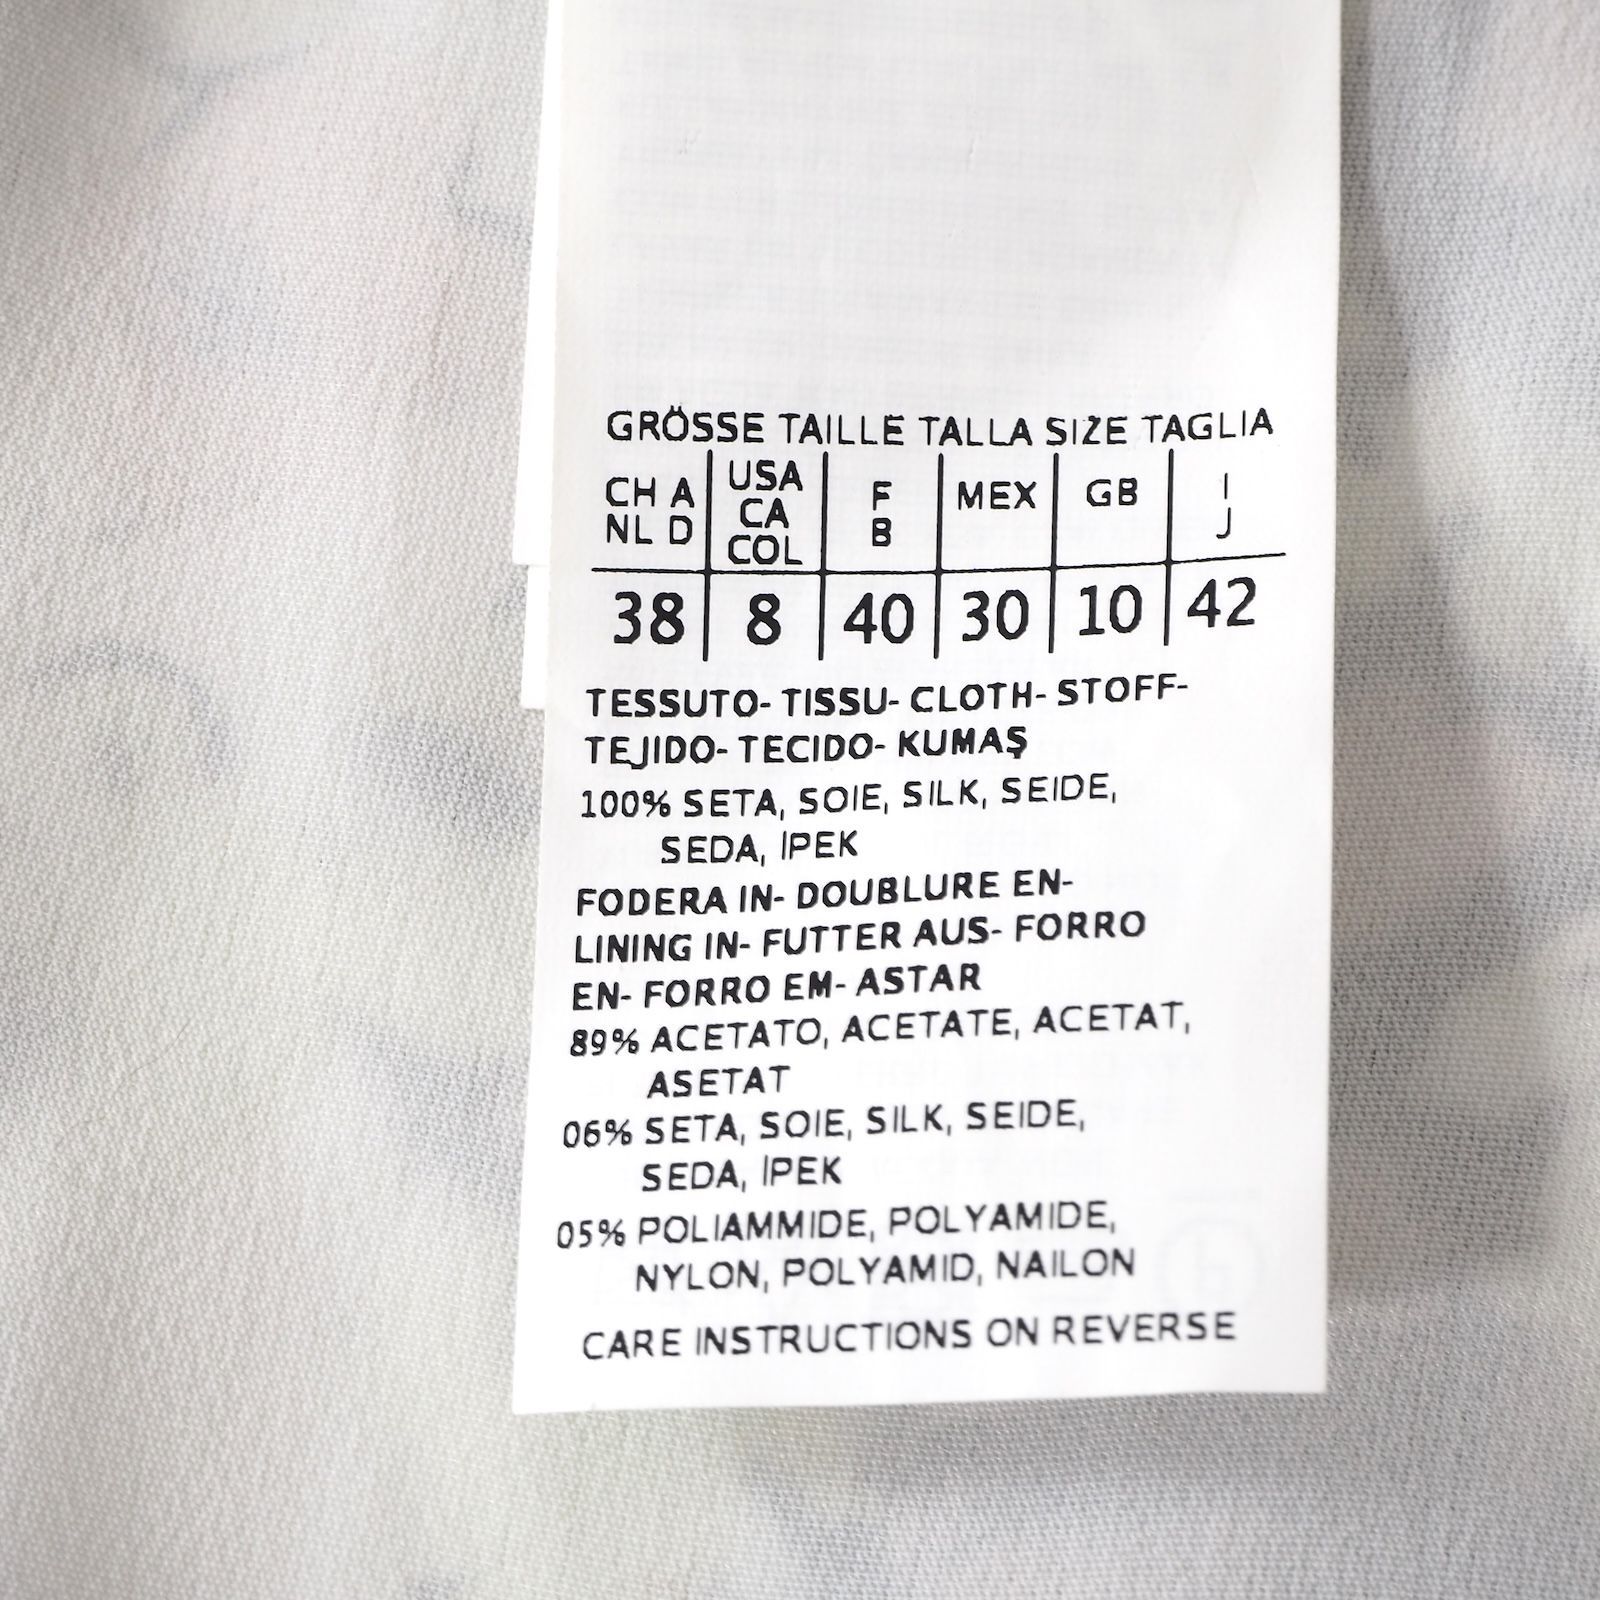 GRÖSSE TAILLE TALLA SIZE TAGLIA
CH A NL D | USA CA COL | F B | MEX | GB | I J
38 | 8 | 40 | 30 | 10 | 42
TESSUTO- TISSU- CLOTH- STOFF-
TEJIDO- TECIDO- KUMAŞ
100% SETA, SOIE, SILK, SEIDE,
SEDA, İPEK
FODERA IN- DOUBLURE EN-
LINING IN- FUTTER AUS- FORRO
EN- FORRO EM- ASTAR
89% ACETATO, ACETATE, ACETAT,
ASETAT
06% SETA, SOIE, SILK, SEIDE,
SEDA, İPEK
05% POLIAMMIDE, POLYAMIDE,
NYLON, POLYAMID, NAILON
CARE INSTRUCTIONS ON REVERSE